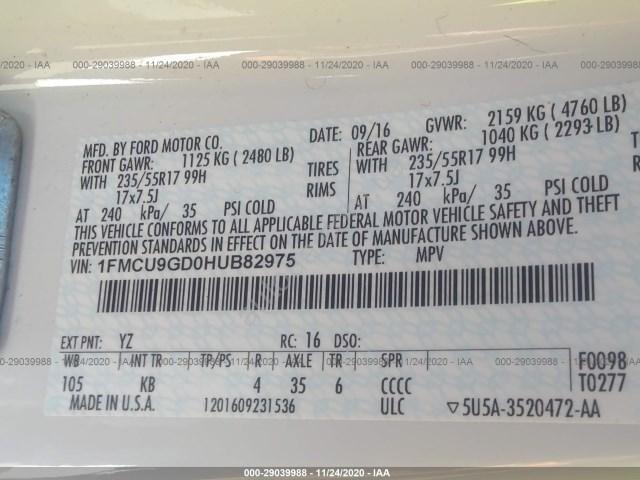 000-29039988 - 11/24/2020 - IAA
MFD. BY FORD MOTOR CO. DATE: 09/16 GVWR: 2159 KG ( 4760 LB)
FRONT GAWR: 1125 KG ( 2480 LB) REAR GAWR: 1040 KG ( 2293 LB)
WITH 235/55R17 99H TIRES WITH 235/55R17 99H
17x7.5J RIMS 17x7.5J
AT 240 kPa/ 35 PSI COLD AT 240 kPa/ 35 PSI COLD
THIS VEHICLE CONFORMS TO ALL APPLICABLE FEDERAL MOTOR VEHICLE SAFETY AND THEFT
PREVENTION STANDARDS IN EFFECT ON THE DATE OF MANUFACTURE SHOWN ABOVE.
VIN: 1FMCU9GD0HUB82975 TYPE: MPV
EXT PNT: YZ RC: 16 DSO:
WB INT TR TP/PS R AXLE TR SPR F0098
105 KB 4 35 6 CCCC T0277
MADE IN U.S.A. 1201609231536 ULC ▽5U5A-3520472-AA
000-29039988 - 11/24/2020 - IAA